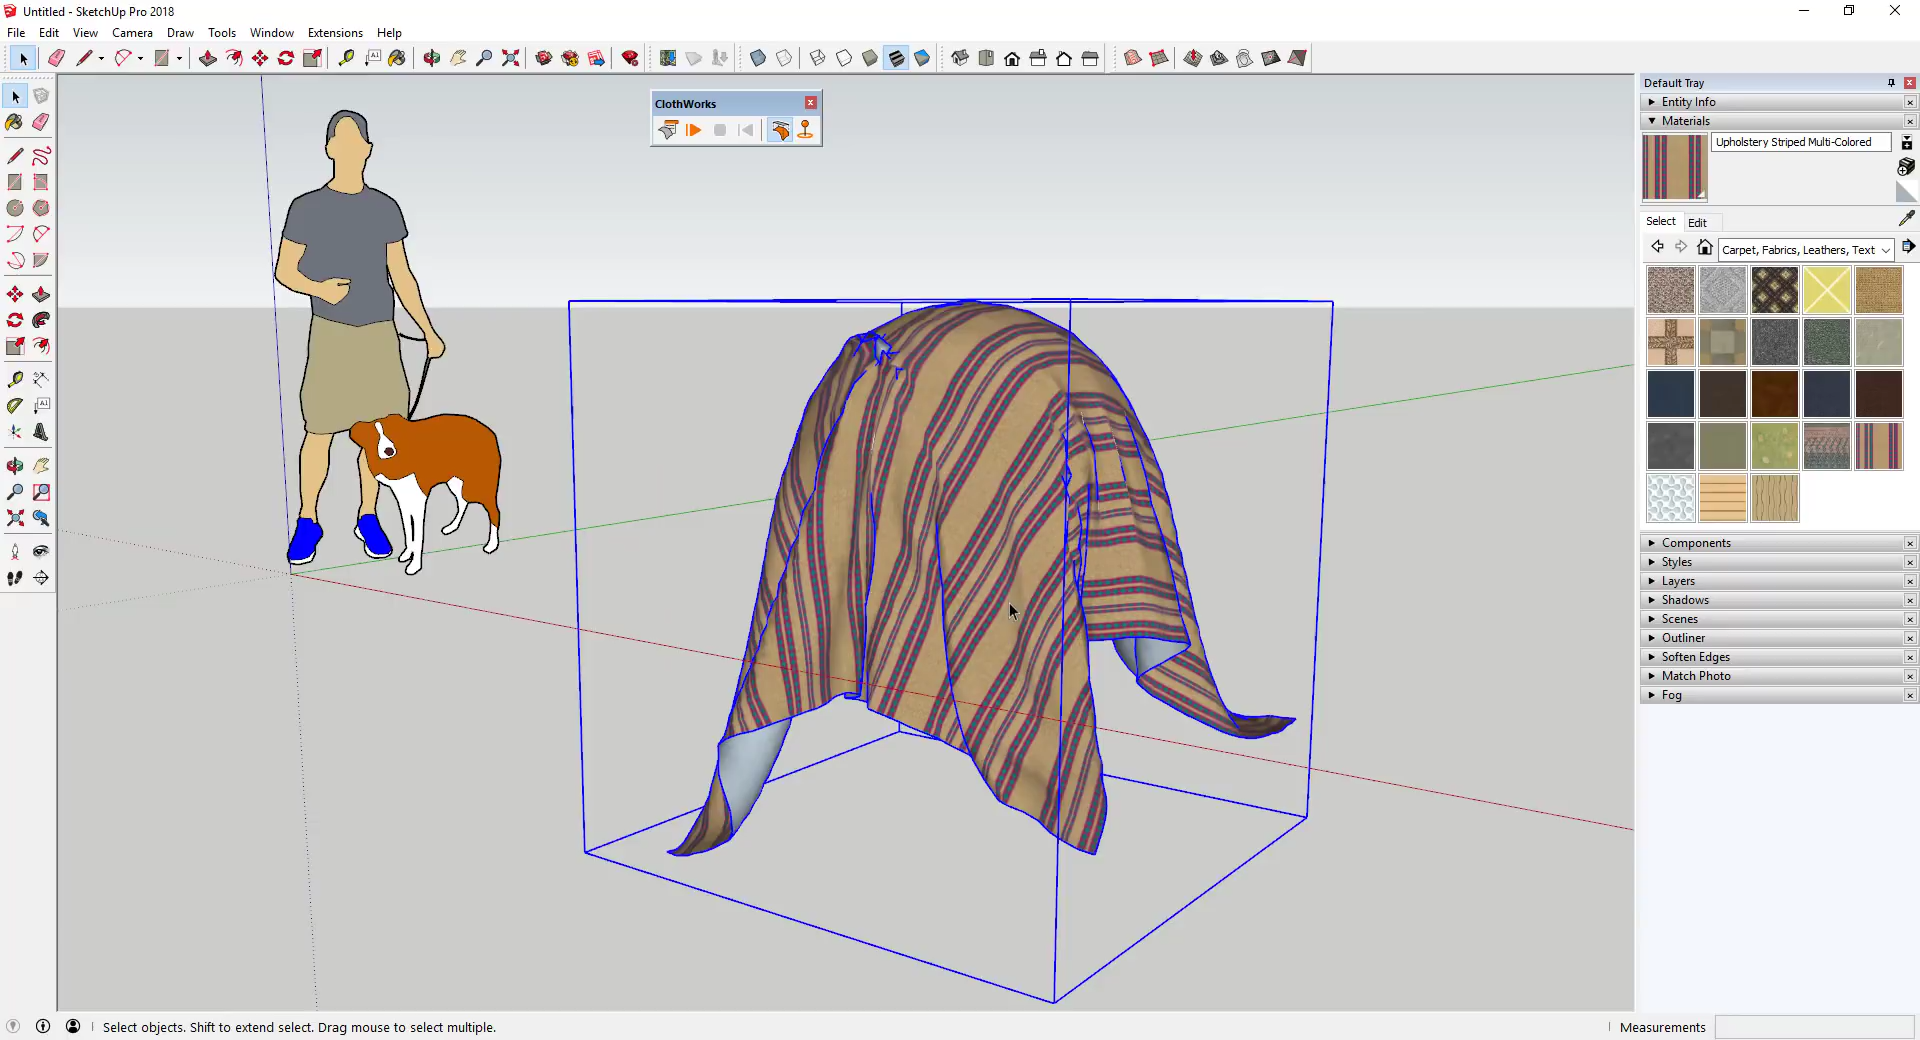 Untitled - SketchUp Pro 2018
File Edit View Camera Draw Tools Window Extensions Help
ClothWorks
Default Tray
Entity Info
Materials
Upholstery Striped Multi-Colored
Select Edit
Carpet, Fabrics, Leathers, Text
Components
Styles
Layers
Shadows
Scenes
Outliner
Soften Edges
Match Photo
Fog
Select objects. Shift to extend select. Drag mouse to select multiple.
Measurements